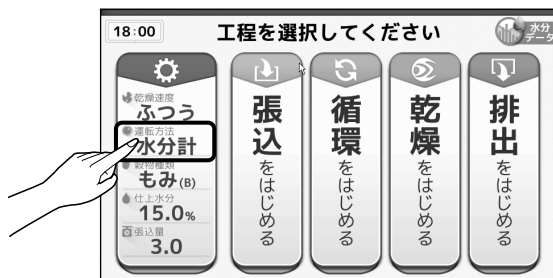 18:00
工程を選択してください
水分
データ
乾燥速度
ふつう
運転方法
水分計
穀物種類
もみ(B)
仕上水分
15.0%
張込量
3.0
張込をはじめる
循環をはじめる
乾燥をはじめる
排出をはじめる